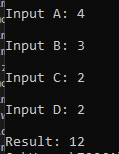 Input A: 4
Input B: 3
Input C: 2
Input D: 2
Result: 12